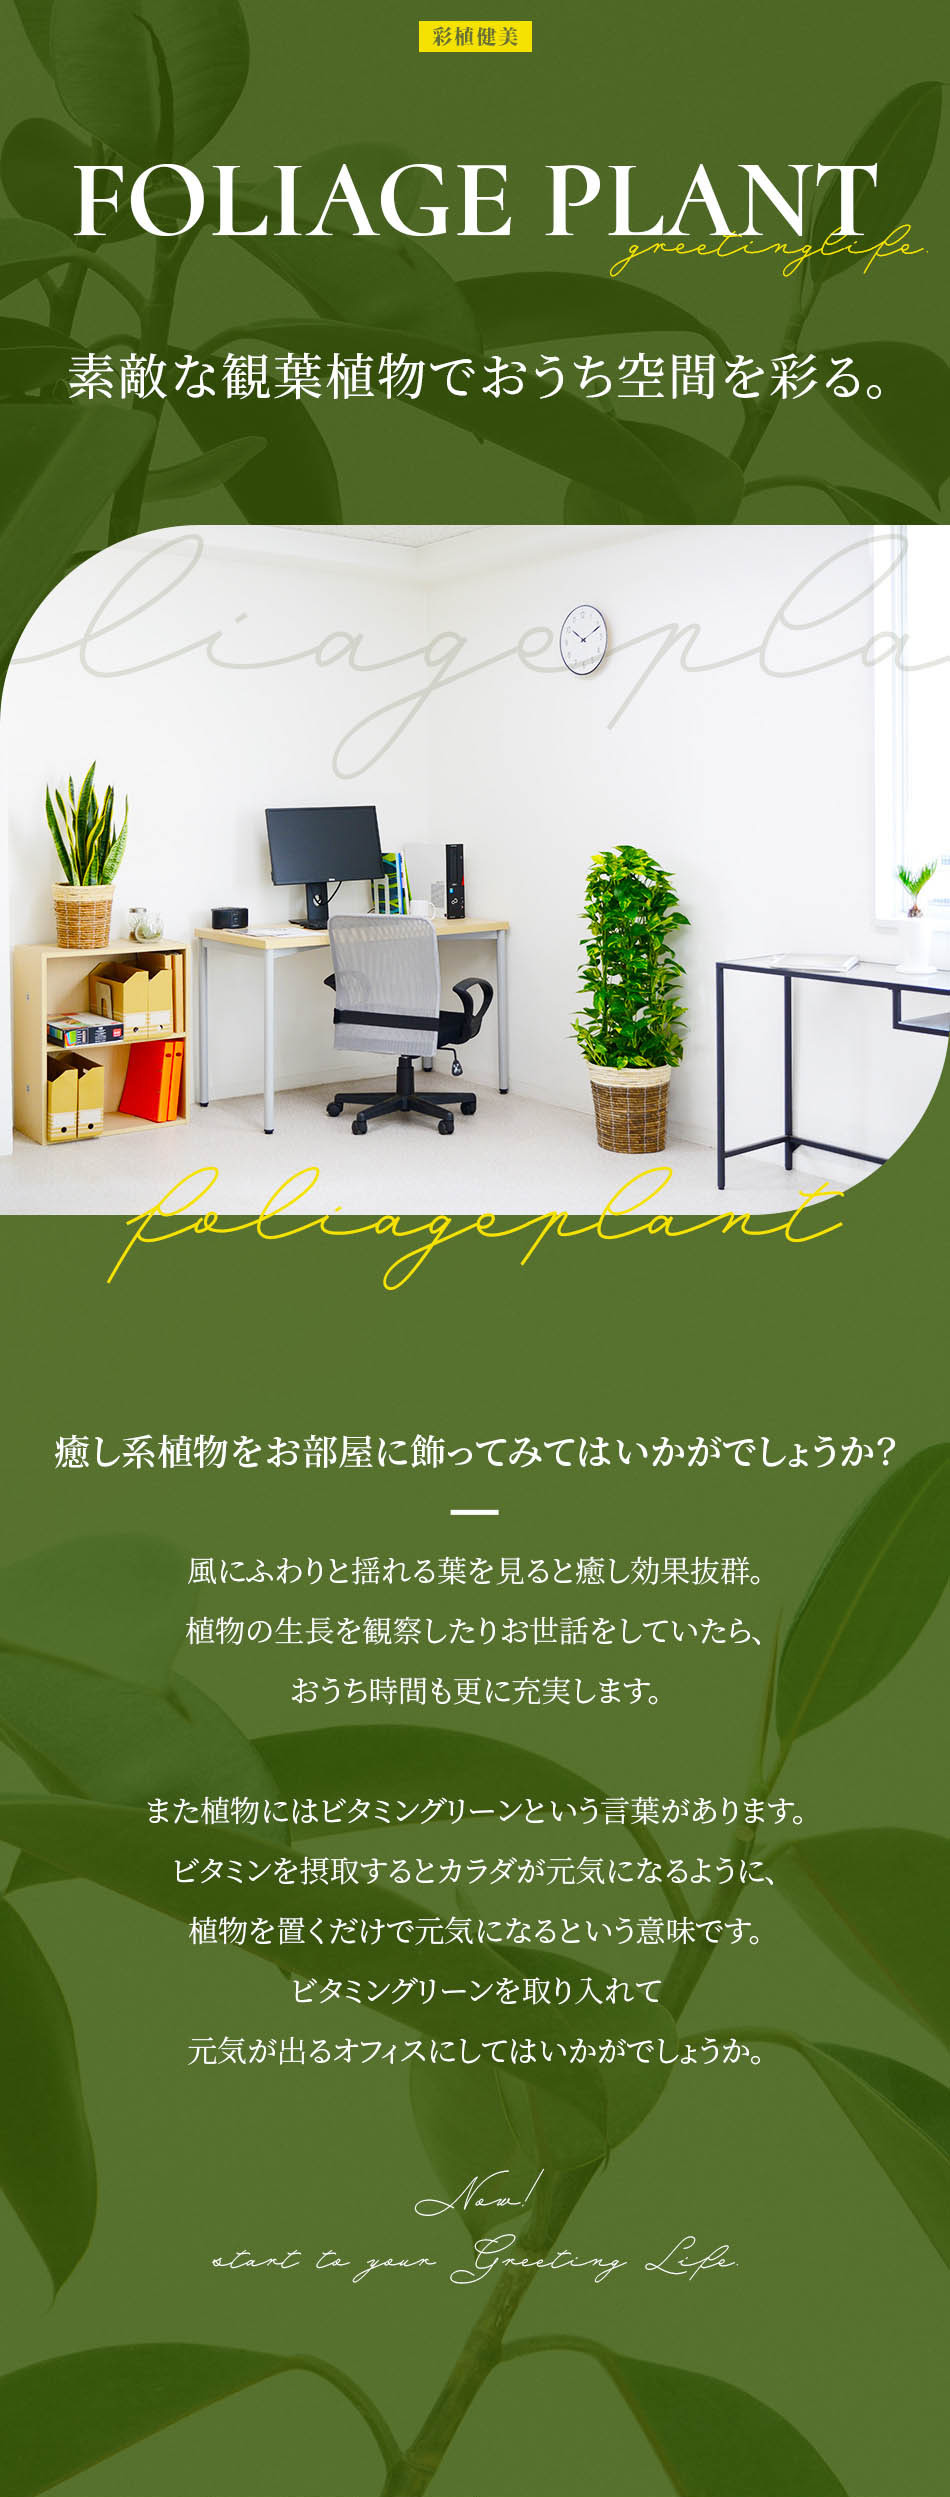 彩植健美
FOLIAGE PLANT
greetinglife.
素敵な観葉植物でおうち空間を彩る。
liagepla
foliageplant
癒し系植物をお部屋に飾ってみてはいかがでしょうか？
風にふわりと揺れる葉を見ると癒し効果抜群。
植物の生長を観察したりお世話をしていたら、
おうち時間も更に充実します。
また植物にはビタミングリーンという言葉があります。
ビタミンを摂取するとカラダが元気になるように、
植物を置くだけで元気になるという意味です。
ビタミングリーンを取り入れて
元気が出るオフィスにしてはいかがでしょうか。
Now!
start to your Greeting Life.